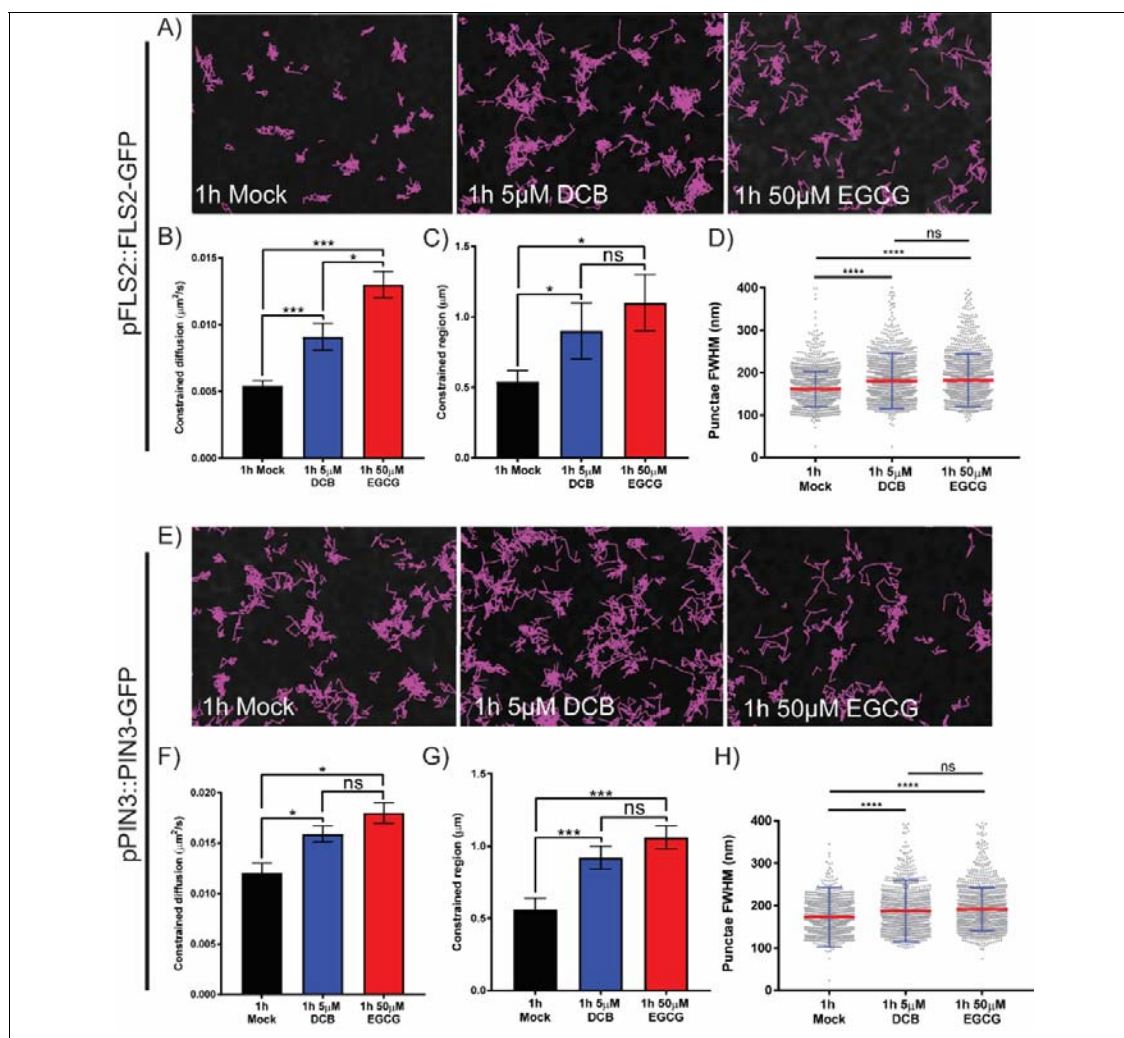 pFLS2::FLS2-GFP
A)
1h Mock
1h 5µM DCB
1h 50µM EGCG
B)
Constrained diffusion (µm²/s)
0.015
0.010
0.005
0.000
***
***
*
1h Mock
1h 5µM
DCB
1h 50µM
EGCG
C)
Constrained region (µm)
1.5
1.0
0.5
0.0
*
*
ns
1h Mock
1h 5µM
DCB
1h 50µM
EGCG
D)
Punctae FWHM (nm)
400
300
200
100
0
ns
****
****
1h
Mock
1h 5µM
DCB
1h 50µM
EGCG
pPIN3::PIN3-GFP
E)
1h Mock
1h 5µM DCB
1h 50µM EGCG
F)
Constrained diffusion (µm²/s)
0.020
0.015
0.010
0.005
0.000
*
*
ns
1h
Mock
1h 5µM
DCB
1h 50µM
EGCG
G)
Constrained region (µm)
1.5
1.0
0.5
0.0
***
***
ns
1h
Mock
1h 5µM
DCB
1h 50µM
EGCG
H)
Punctae FWHM (nm)
400
300
200
100
0
ns
****
****
1h
Mock
1h 5µM
DCB
1h 50µM
EGCG